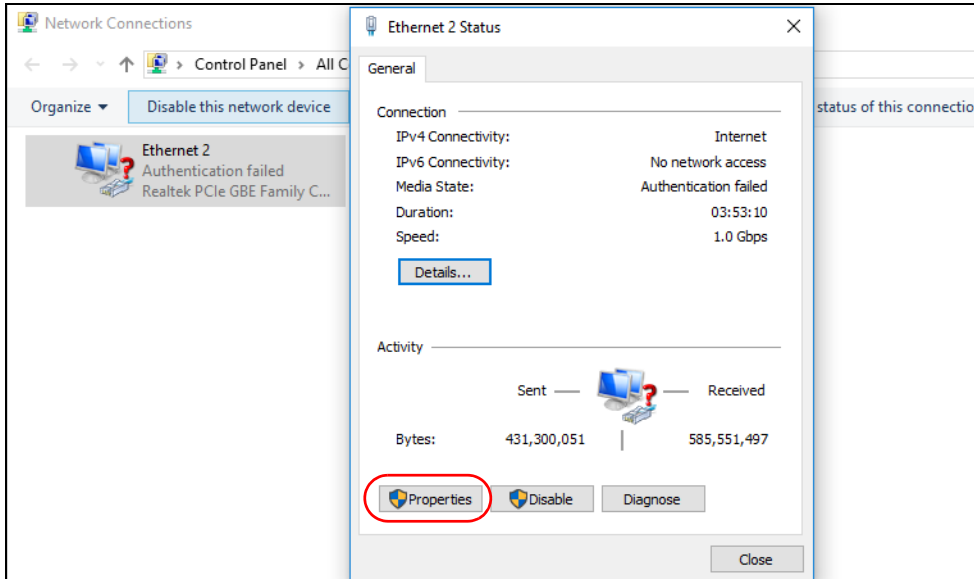 Network Connections
Control Panel > All C
Organize
Disable this network device
status of this connectio
Ethernet 2
Authentication failed
Realtek PCIe GBE Family C...
Ethernet 2 Status
General
Connection
IPv4 Connectivity: Internet
IPv6 Connectivity: No network access
Media State: Authentication failed
Duration: 03:53:10
Speed: 1.0 Gbps
Details...
Activity
Sent Received
Bytes: 431,300,051 585,551,497
Properties Disable Diagnose
Close